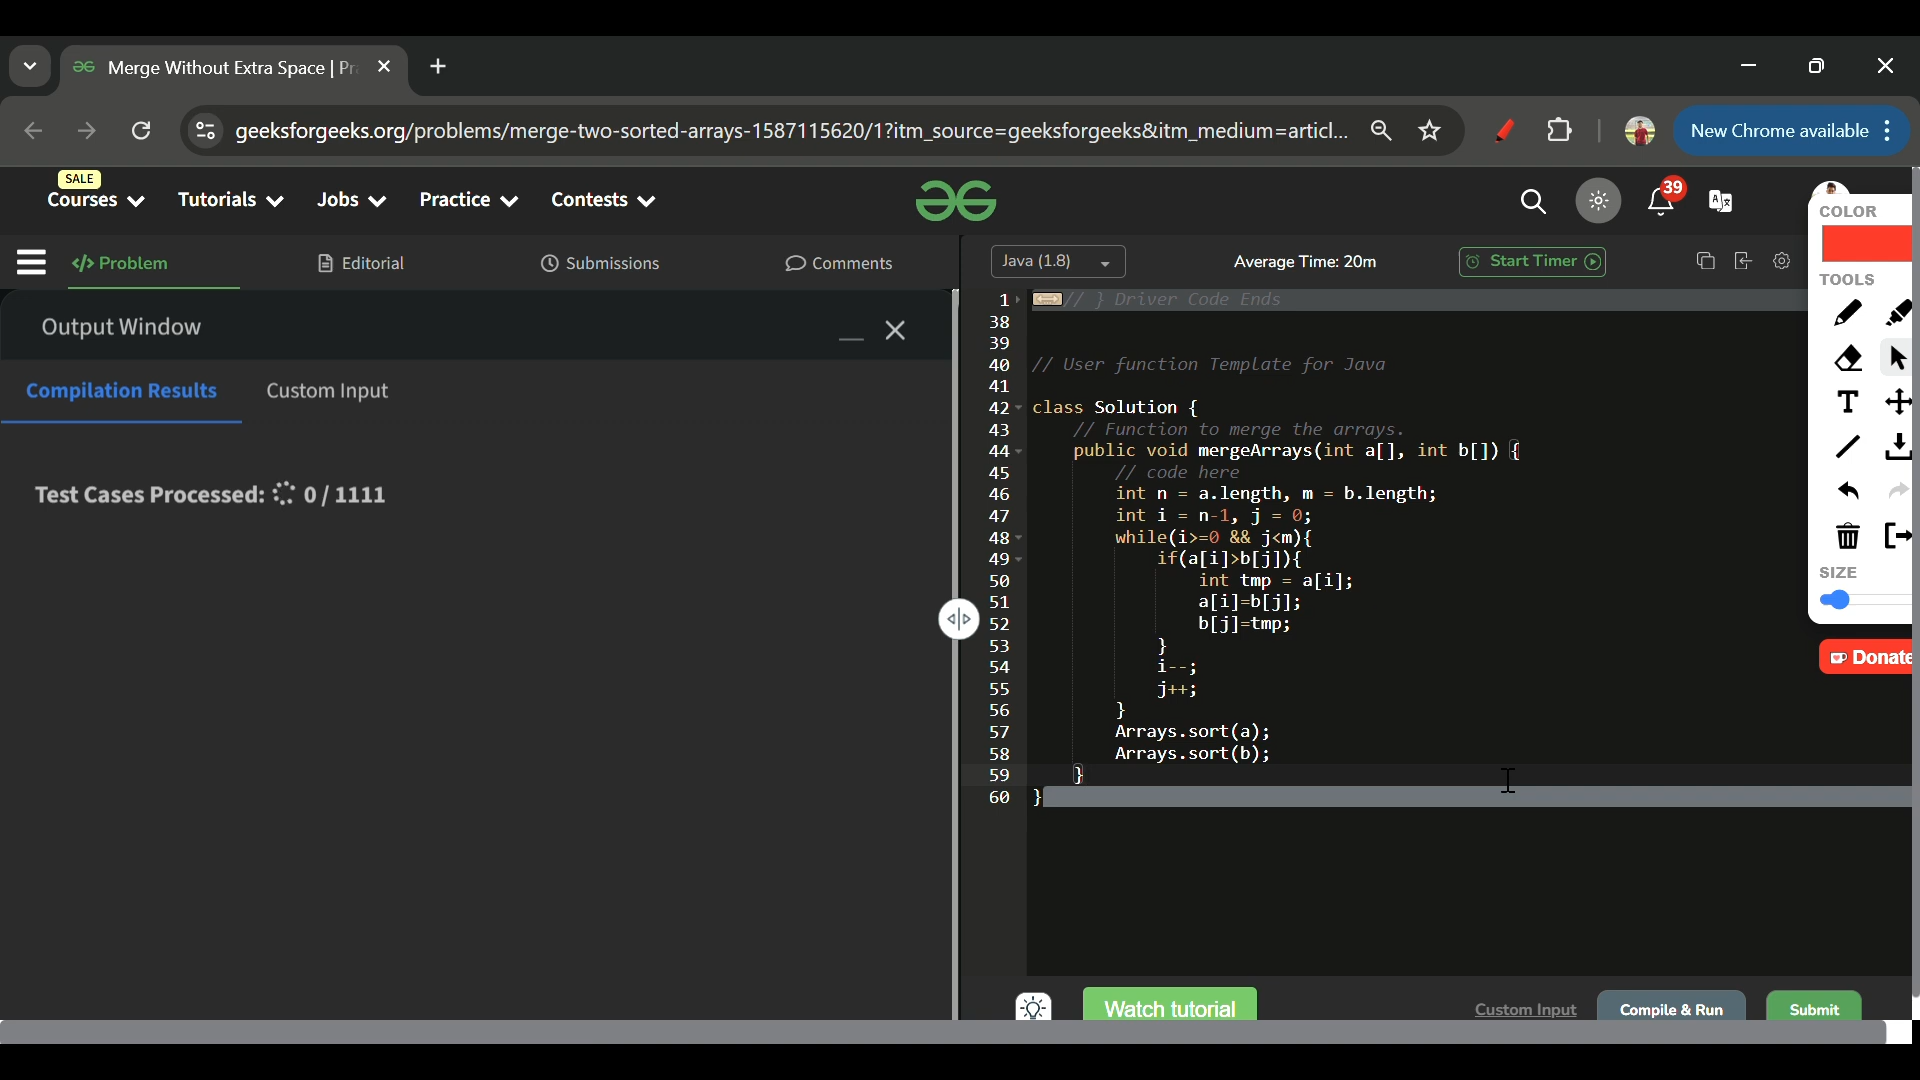 Merge Without Extra Space | Pr
geeksforgeeks.org/problems/merge-two-sorted-arrays-1587115620/1?itm_source=geeksforgeeks&itm_medium=articl...
New Chrome available
SALE
Courses
Tutorials
Jobs
Practice
Contests
39
COLOR
</> Problem
Editorial
Submissions
Comments
Java (1.8)
Average Time: 20m
Start Timer
TOOLS
Output Window
Compilation Results
Custom Input
Test Cases Processed: 0 / 1111
1 // } Driver Code Ends
38
39
40 // User function Template for Java
41
42 class Solution {
43 // Function to merge the arrays.
44 public void mergeArrays(int a[], int b[]) {
45 // code here
46 int n = a.length, m = b.length;
47 int i = n-1, j = 0;
48 while(i>=0 && j<m){
49 if(a[i]>b[j]){
50 int tmp = a[i];
51 a[i]=b[j];
52 b[j]=tmp;
53 }
54 i--;
55 j++;
56 }
57 Arrays.sort(a);
58 Arrays.sort(b);
59 }
60 }
T
SIZE
Donate
Watch tutorial
Custom Input
Compile & Run
Submit